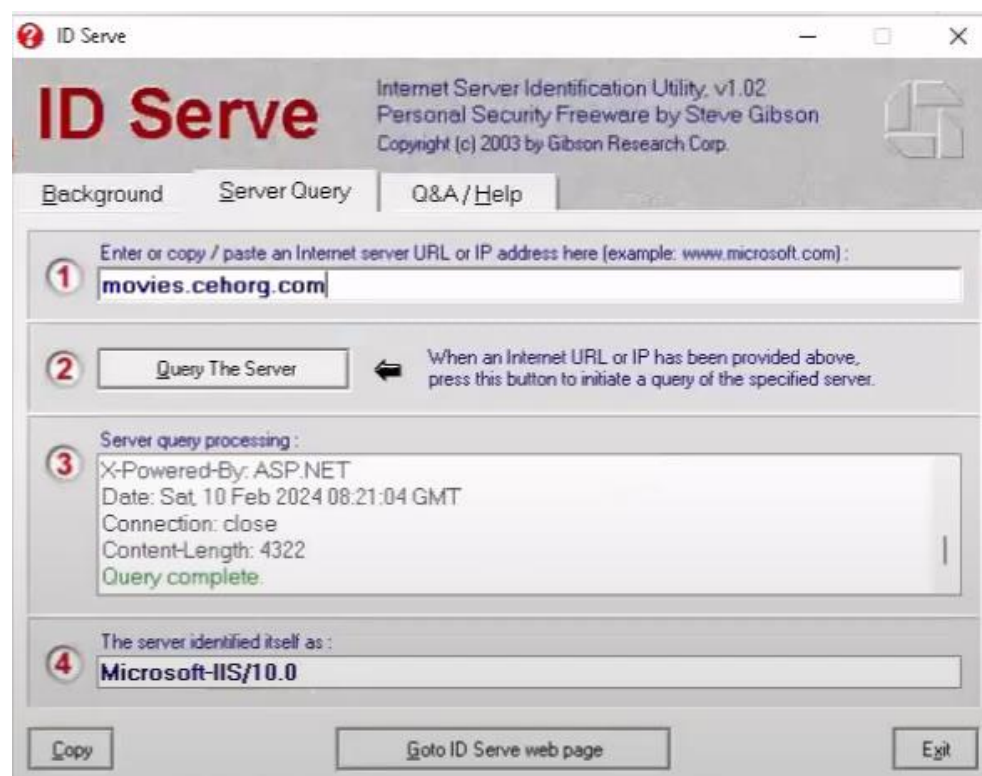 ID Serve
ID Serve
Internet Server Identification Utility, v1.02
Personal Security Freeware by Steve Gibson
Copyright (c) 2003 by Gibson Research Corp.
Background
Server Query
Q&A / Help
1
Enter or copy / paste an Internet server URL or IP address here (example: www.microsoft.com) :
movies.cehorg.com
2
Query The Server
When an Internet URL or IP has been provided above,
press this button to initiate a query of the specified server.
3
Server query processing :
X-Powered-By: ASP.NET
Date: Sat, 10 Feb 2024 08:21:04 GMT
Connection: close
Content-Length: 4322
Query complete.
4
The server identified itself as :
Microsoft-IIS/10.0
Copy
Goto ID Serve web page
Exit